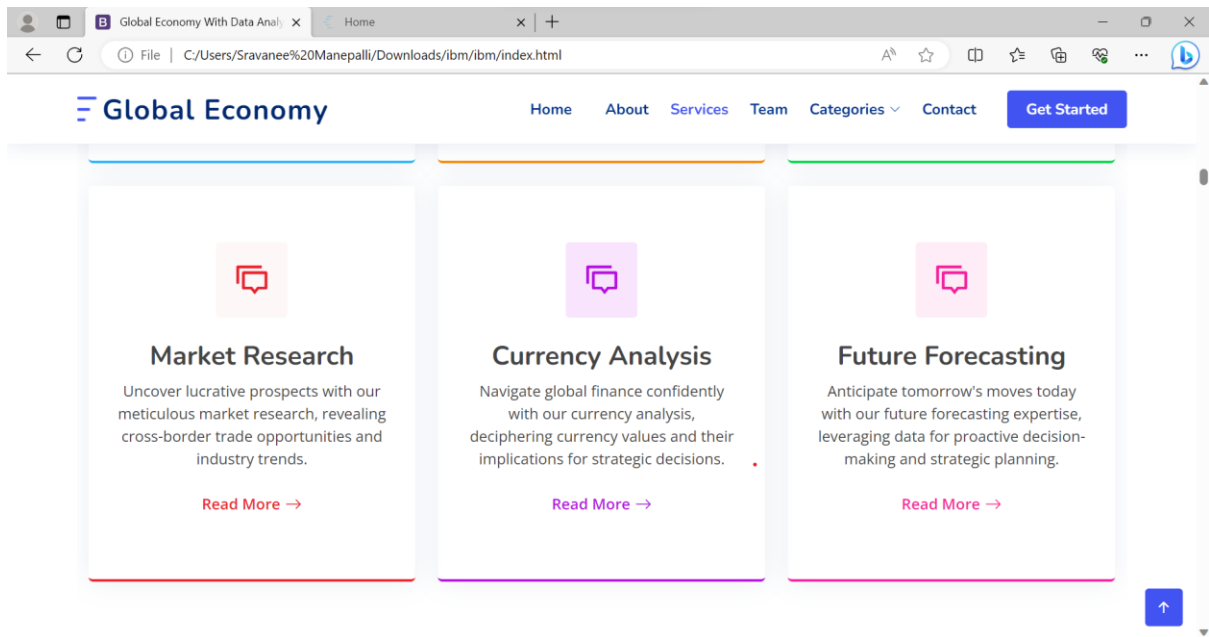 B Global Economy With Data Analy
Home
File | C:/Users/Sravanee%20Manepalli/Downloads/ibm/ibm/index.html
Global Economy
Home About Services Team Categories Contact Get Started
Market Research
Uncover lucrative prospects with our
meticulous market research, revealing
cross-border trade opportunities and
industry trends.
Read More →
Currency Analysis
Navigate global finance confidently
with our currency analysis,
deciphering currency values and their
implications for strategic decisions.
Read More →
Future Forecasting
Anticipate tomorrow's moves today
with our future forecasting expertise,
leveraging data for proactive decision-
making and strategic planning.
Read More →